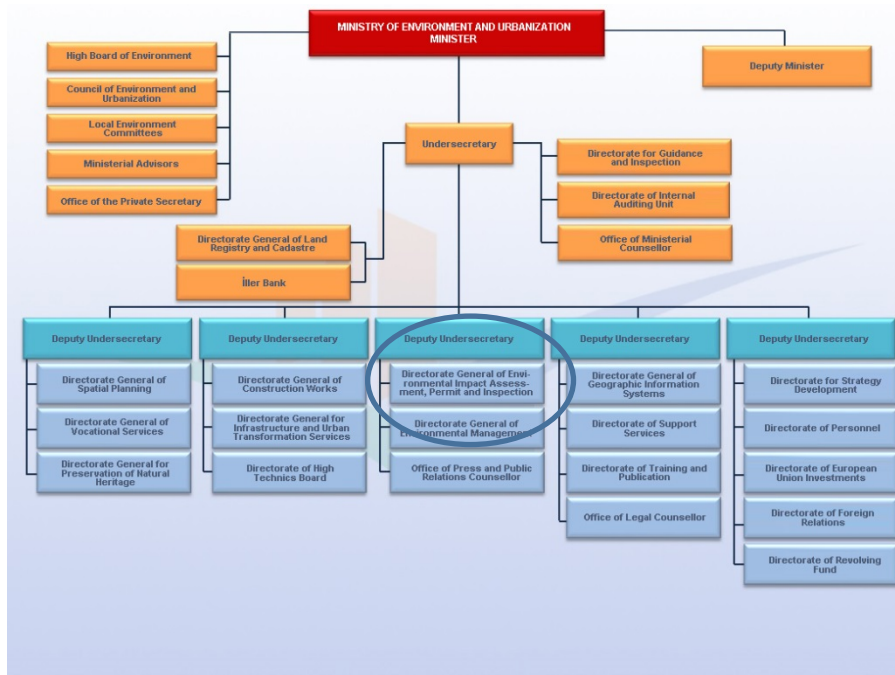 MINISTRY OF ENVIRONMENT AND URBANIZATION
MINISTER
High Board of Environment
Council of Environment and
Urbanization
Local Environment
Committees
Ministerial Advisors
Office of the Private Secretary
Deputy Minister
Undersecretary
Directorate for Guidance
and Inspection
Directorate of Internal
Auditing Unit
Office of Ministerial
Counsellor
Directorate General of Land
Registry and Cadastre
İller Bank
Deputy Undersecretary
Directorate General of
Spatial Planning
Directorate General of
Vocational Services
Directorate General for
Preservation of Natural
Heritage
Deputy Undersecretary
Directorate General of
Construction Works
Directorate General for
Infrastructure and Urban
Transformation Services
Directorate of High
Technics Board
Deputy Undersecretary
Directorate General of Envi-
ronmental Impact Assess-
ment, Permit and Inspection
Directorate General of
Environmental Management
Office of Press and Public
Relations Counsellor
Deputy Undersecretary
Directorate General of
Geographic Information
Systems
Directorate of Support
Services
Directorate of Training and
Publication
Office of Legal Counsellor
Deputy Undersecretary
Directorate for Strategy
Development
Directorate of Personnel
Directorate of European
Union Investments
Directorate of Foreign
Relations
Directorate of Revolving
Fund